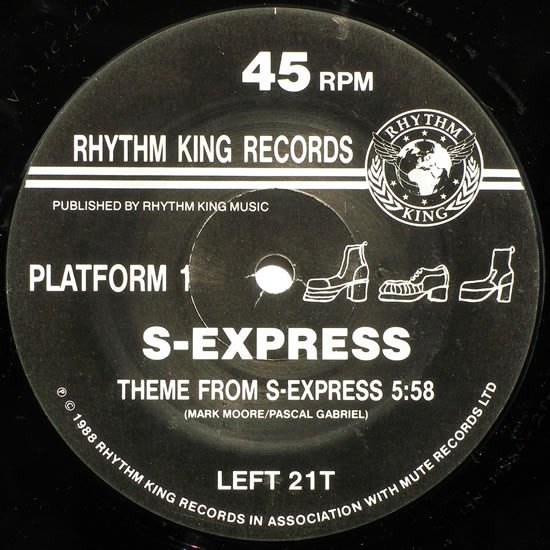 45 RPM
RHYTHM KING RECORDS
RHYTHM
KING
PUBLISHED BY RHYTHM KING MUSIC
PLATFORM 1
S-EXPRESS
THEME FROM S-EXPRESS 5:58
(MARK MOORE/PASCAL GABRIEL)
LEFT 21T
℗ © 1988 RHYTHM KING RECORDS IN ASSOCIATION WITH MUTE RECORDS LTD